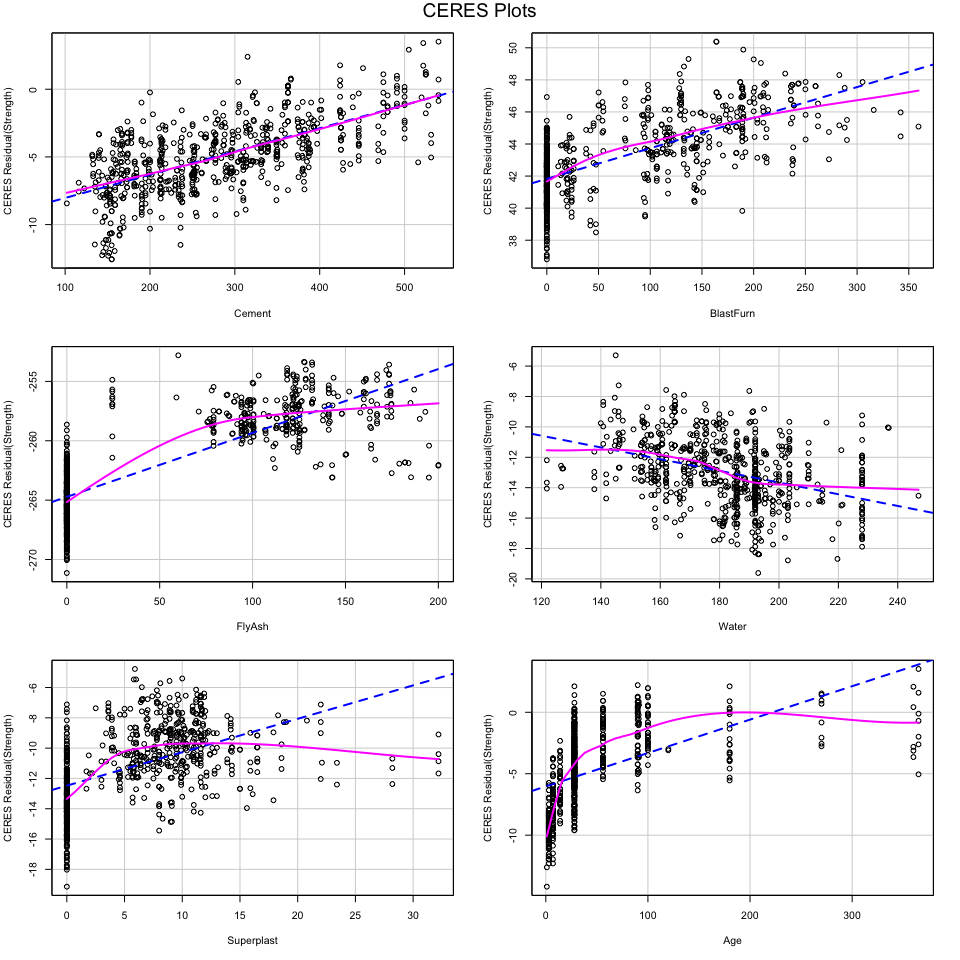 CERES Plots
CERES Residual(Strength)
0
-5
-10
100 200 300 400 500
Cement
CERES Residual(Strength)
50
48
46
44
42
40
38
0 50 100 150 200 250 300 350
BlastFurn
CERES Residual(Strength)
-255
-260
-265
-270
0 50 100 150 200
FlyAsh
CERES Residual(Strength)
-6
-8
-10
-12
-14
-16
-18
-20
120 140 160 180 200 220 240
Water
CERES Residual(Strength)
-6
-8
-10
-12
-14
-16
-18
0 5 10 15 20 25 30
Superplast
CERES Residual(Strength)
0
-5
-10
0 100 200 300
Age